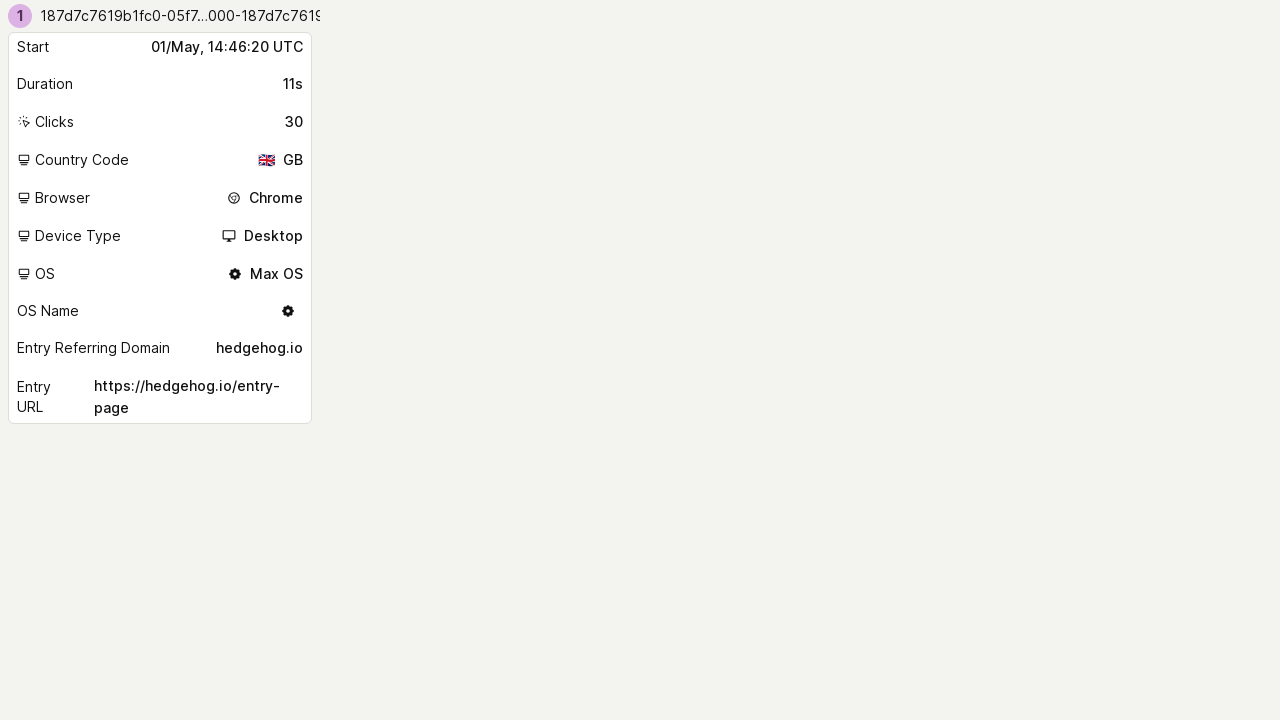 1 187d7c7619b1fc0-05f7...000-187d7c7619
Start 01/May, 14:46:20 UTC
Duration 11s
Clicks 30
Country Code GB
Browser Chrome
Device Type Desktop
OS Max OS
OS Name
Entry Referring Domain hedgehog.io
Entry URL https://hedgehog.io/entry-page